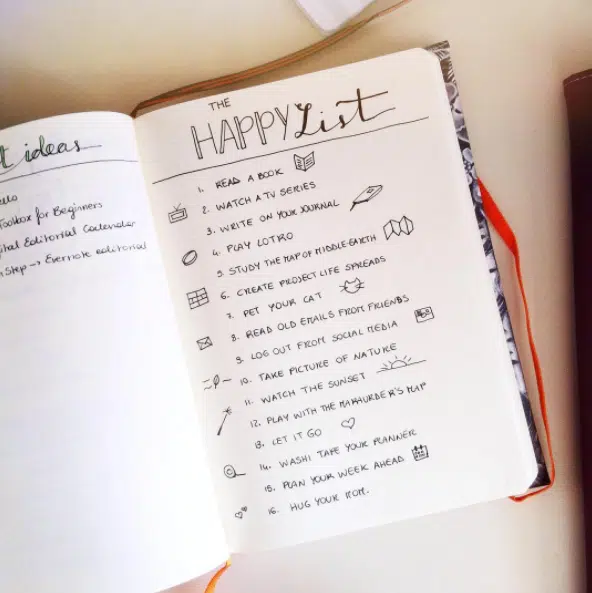 t ideas
Toolbox for Beginners
ital Editorial Calendar
Step → Evernote editorial
THE
HAPPY List
1. READ A BOOK
2. WATCH A TV SERIES
3. WRITE ON YOUR JOURNAL
4. PLAY LOTRO
5. STUDY THE MAP OF MIDDLE-EARTH
6. CREATE PROJECT LIFE SPREADS
7. PET YOUR CAT
8. READ OLD EMAILS FROM FRIENDS
9. LOG OUT FROM SOCIAL MEDIA
10. TAKE PICTURE OF NATURE
11. WATCH THE SUNSET
12. PLAY WITH THE MARAUDER'S MAP
13. LET IT GO
14. WASHI TAPE YOUR PLANNER
15. PLAN YOUR WEEK AHEAD
16. HUG YOUR MOM.